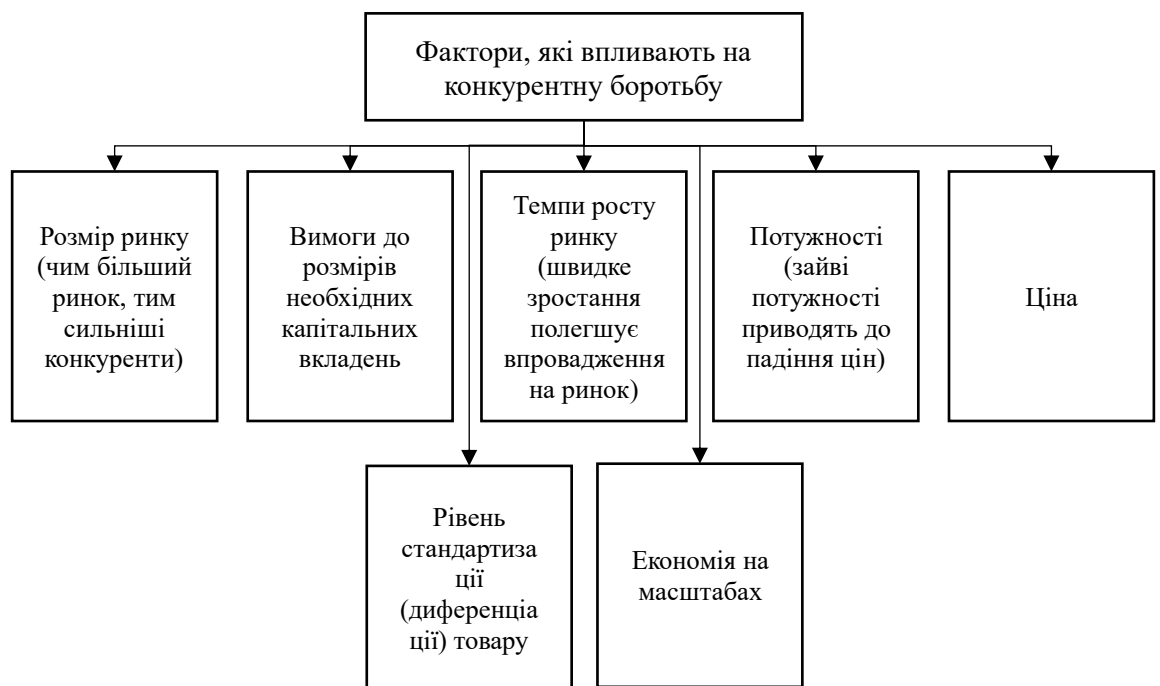 Фактори, які впливають на
конкурентну боротьбу
Розмір ринку
(чим більший
ринок, тим
сильніші
конкуренти)
Вимоги до
розмірів
необхідних
капітальних
вкладень
Темпи росту
ринку
(швидке
зростання
полегшує
впровадження
на ринок)
Потужності
(зайві
потужності
приводять до
падіння цін)
Ціна
Рівень
стандартиза
ції
(диференціа
ції) товару
Економія на
масштабах